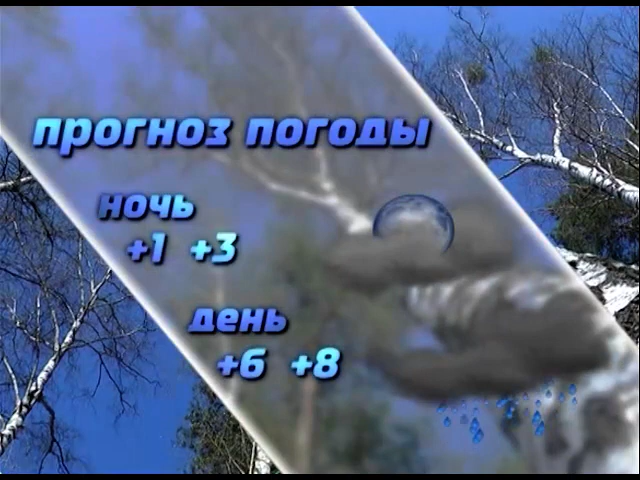 прогноз погоды
ночь
+1 +3
день
+6 +8